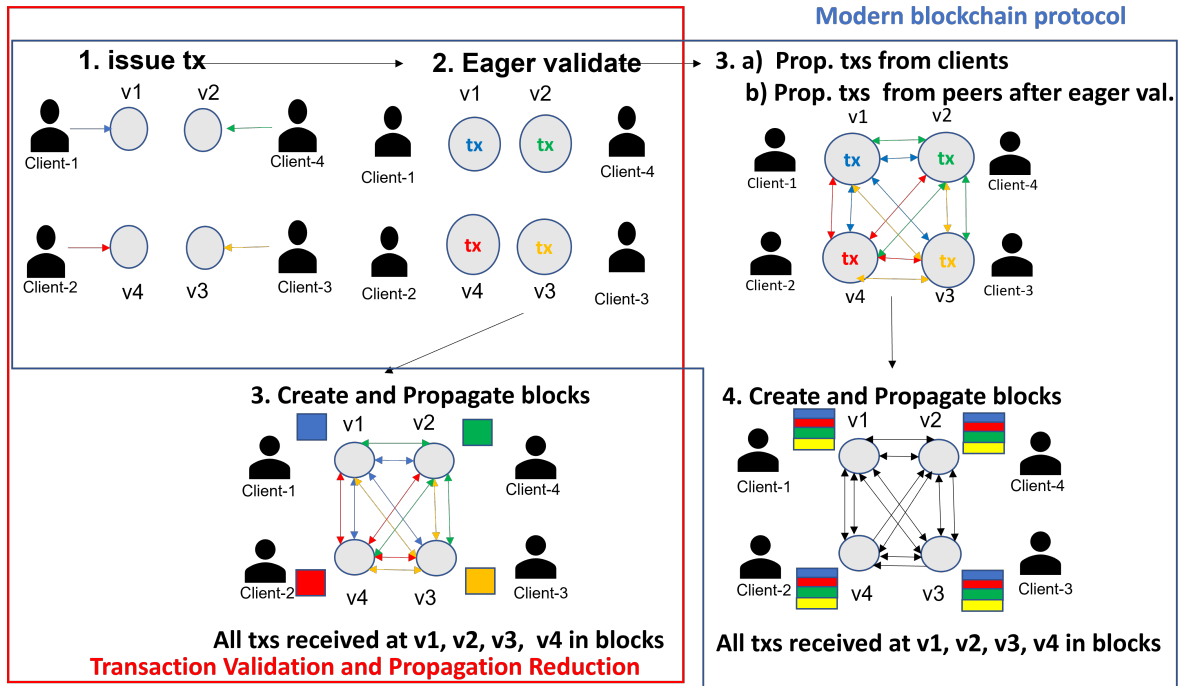 Modern blockchain protocol
1. issue tx
2. Eager validate
3. a) Prop. txs from clients
b) Prop. txs from peers after eager val.
v1
v2
Client-1
Client-4
Client-2
Client-3
v4
v3
v1
v2
tx
tx
Client-1
Client-4
tx
tx
Client-2
Client-3
v4
v3
v1
v2
tx
tx
Client-1
Client-4
tx
tx
Client-2
Client-3
v4
v3
3. Create and Propagate blocks
v1
v2
Client-1
Client-4
Client-2
Client-3
v4
v3
All txs received at v1, v2, v3, v4 in blocks
Transaction Validation and Propagation Reduction
4. Create and Propagate blocks
v1
v2
Client-1
Client-4
Client-2
Client-3
v4
v3
All txs received at v1, v2, v3, v4 in blocks